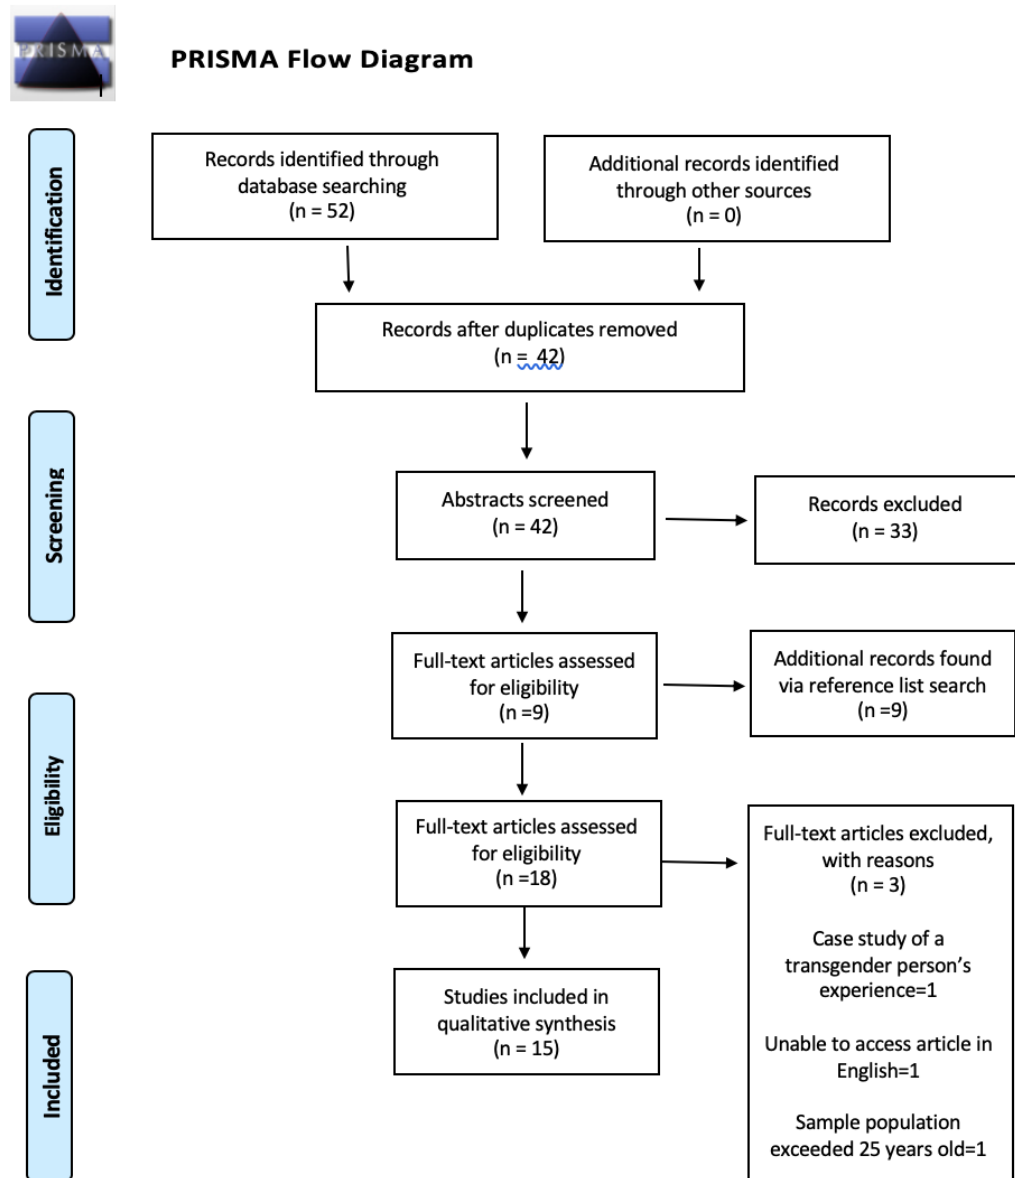 PRISMA
PRISMA Flow Diagram
Identification
Records identified through
database searching
(n = 52)
Additional records identified
through other sources
(n = 0)
Records after duplicates removed
(n = 42)
Screening
Abstracts screened
(n = 42)
Records excluded
(n = 33)
Full-text articles assessed
for eligibility
(n =9)
Additional records found
via reference list search
(n =9)
Eligibility
Full-text articles assessed
for eligibility
(n =18)
Full-text articles excluded,
with reasons
(n = 3)
Case study of a
transgender person’s
experience=1
Unable to access article in
English=1
Sample population
exceeded 25 years old=1
Included
Studies included in
qualitative synthesis
(n = 15)